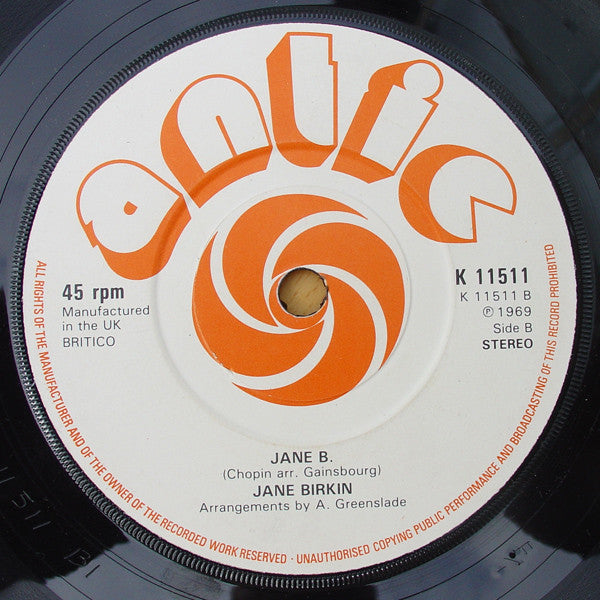 antic
45 rpm
Manufactured
in the UK
BRITICO
K 11511
K 11511 B
Ⓟ 1969
Side B
STEREO
JANE B.
(Chopin arr. Gainsbourg)
JANE BIRKIN
Arrangements by A. Greenslade
ALL RIGHTS OF THE MANUFACTURER AND OF THE OWNER OF THE RECORDED WORK RESERVED · UNAUTHORISED COPYING PUBLIC PERFORMANCE AND BROADCASTING OF THIS RECORD PROHIBITED